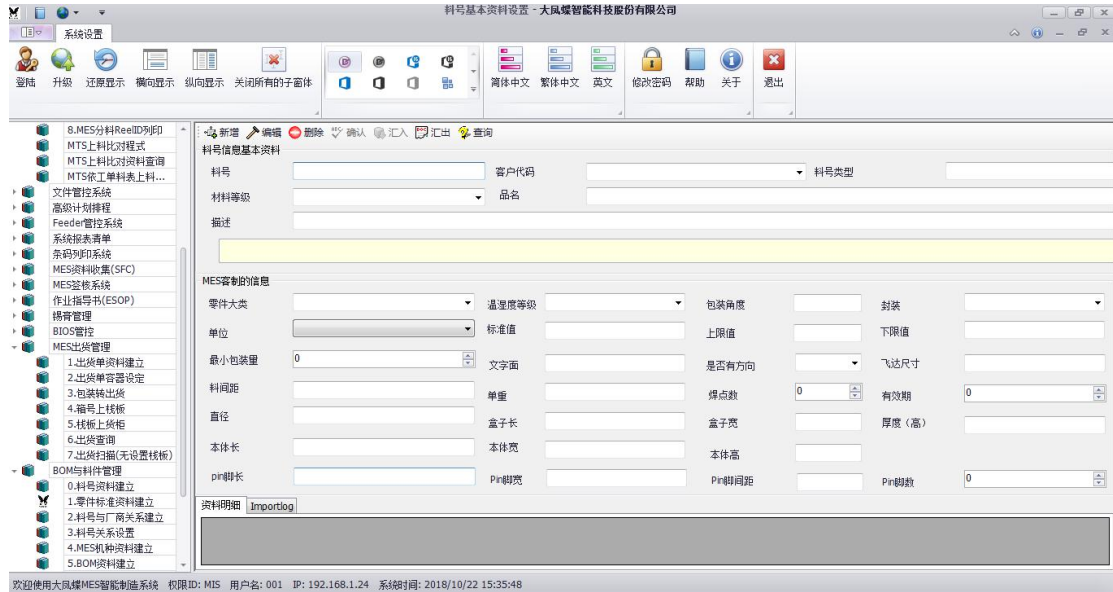 料号基本资料设置 - 大凤蝶智能科技股份有限公司
系统设置
登陆 升级 还原显示 横向显示 纵向显示 关闭所有的子窗体 简体中文 繁体中文 英文 修改密码 帮助 关于 退出
8.MES分料ReelID列印
MTS上料比对程式
MTS上料比对资料查询
MTS依工单料表上料...
文件管控系统
高级计划排程
Feeder管控系统
系统报表清单
条码列印系统
MES资料收集(SFC)
MES签核系统
作业指导书(ESOP)
锡膏管理
BIOS管控
MES出货管理
1.出货单资料建立
2.出货单容器设定
3.包装转出货
4.箱号上栈板
5.栈板上货柜
6.出货查询
7.出货扫描(无设置栈板)
BOM与料件管理
0.料号资料建立
1.零件标准资料建立
2.料号与厂商关系建立
3.料号关系设置
4.MES机种资料建立
5.BOM资料建立
新增 编辑 删除 确认 汇入 汇出 查询
料号信息基本资料
料号 客户代码 料号类型
材料等级 品名
描述
MES客制的信息
零件大类 温湿度等级 包装角度 封装
单位 标准值 上限值 下限值
最小包装量 0 文字面 是否有方向 飞达尺寸
料间距 单重 焊点数 0 有效期 0
直径 盒子长 盒子宽 厚度（高）
本体长 本体宽 本体高
pin脚长 Pin脚宽 Pin脚间距 Pin脚数 0
资料明细 Importlog
欢迎使用大凤蝶MES智能制造系统 权限ID: MIS 用户名: 001 IP: 192.168.1.24 系统时间: 2018/10/22 15:35:48